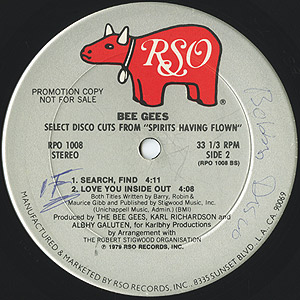 RSO
PROMOTION COPY
NOT FOR SALE
BEE GEES
SELECT DISCO CUTS FROM "SPIRITS HAVING FLOWN"
RPO 1008
STEREO
33 1/3 RPM
SIDE 2
(RPO 1008 BS)
1. SEARCH, FIND 4:11
2. LOVE YOU INSIDE OUT 4:08
Both Titles Written by Barry, Robin &
Maurice Gibb and Published by Stigwood Music, Inc.
(Unichappell Music, Admin.) (BMI)
Produced by THE BEE GEES, KARL RICHARDSON and
ALBHY GALUTEN, for Karlbhy Productions
by Arrangement with
THE ROBERT STIGWOOD ORGANISATION
℗ 1979 RSO RECORDS, INC.
MANUFACTURED & MARKETED BY RSO RECORDS, INC., 8335 SUNSET BLVD., L.A., CA. 90069
Disco